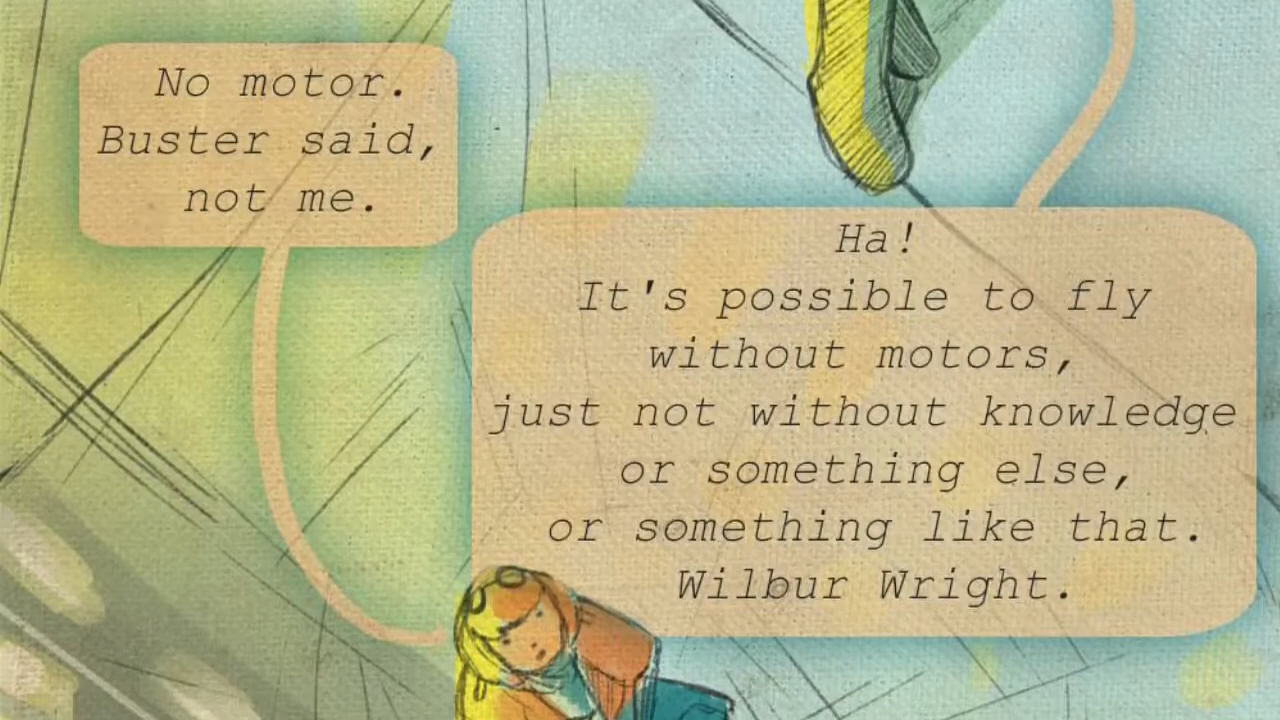 No motor.
Buster said,
not me.
Ha!
It's possible to fly
without motors,
just not without knowledge
or something else,
or something like that.
Wilbur Wright.